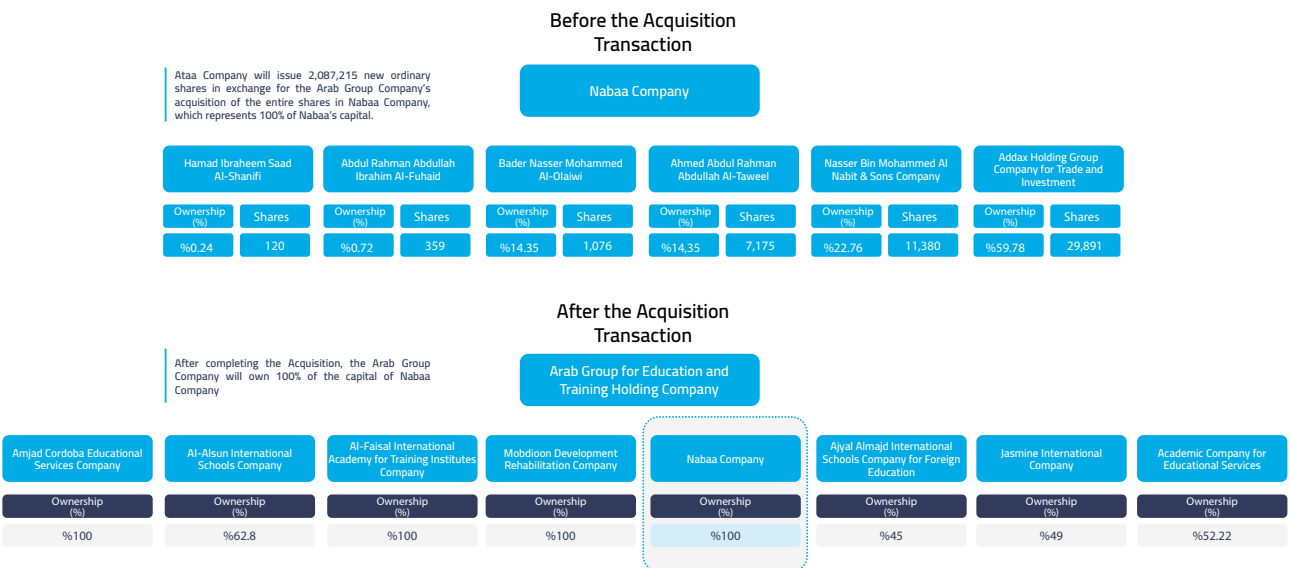 Before the Acquisition
Transaction
Ataa Company will issue 2,087,215 new ordinary
shares in exchange for the Arab Group Company's
acquisition of the entire shares in Nabaa Company,
which represents 100% of Nabaa's capital.
Nabaa Company
Hamad Ibraheem Saad
Al-Shanifi
Abdul Rahman Abdullah
Ibrahim Al-Fuhaid
Bader Nasser Mohammed
Al-Olaiwi
Ahmed Abdul Rahman
Abdullah Al-Taweel
Nasser Bin Mohammed Al
Nabit & Sons Company
Addax Holding Group
Company for Trade and
Investment
Ownership
(%)
Shares
Ownership
(%)
Shares
Ownership
(%)
Shares
Ownership
(%)
Shares
Ownership
(%)
Shares
Ownership
(%)
Shares
%0.24
120
%0.72
359
%14.35
1,076
%14,35
7,175
%22.76
11,380
%59.78
29,891
After the Acquisition
Transaction
After completing the Acquisition, the Arab Group
Company will own 100% of the capital of Nabaa
Company
Arab Group for Education and
Training Holding Company
Amjad Cordoba Educational
Services Company
Al-Alsun International
Schools Company
Al-Faisal International
Academy for Training Institutes
Company
Mobdioon Development
Rehabilitation Company
Nabaa Company
Ajyal Almajd International
Schools Company for Foreign
Education
Jasmine International
Company
Academic Company for
Educational Services
Ownership
(%)
Ownership
(%)
Ownership
(%)
Ownership
(%)
Ownership
(%)
Ownership
(%)
Ownership
(%)
Ownership
(%)
%100
%62.8
%100
%100
%100
%45
%49
%52.22